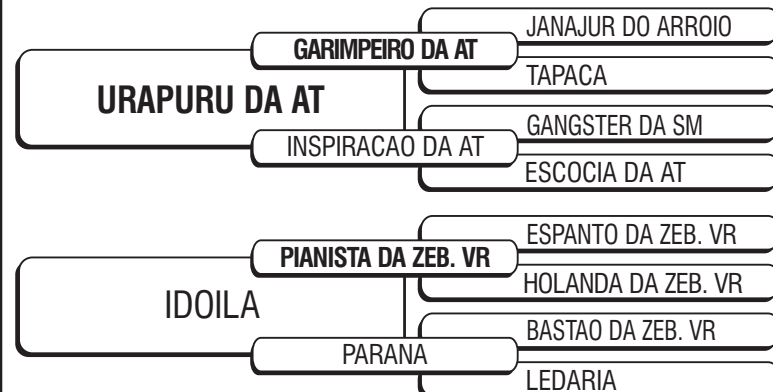 JANAJUR DO ARROIO
GARIMPEIRO DA AT
TAPACA
URAPURU DA AT
GANGSTER DA SM
INSPIRACAO DA AT
ESCOCIA DA AT
ESPANTO DA ZEB. VR
PIANISTA DA ZEB. VR
HOLANDA DA ZEB. VR
IDOILA
BASTAO DA ZEB. VR
PARANA
LEDARIA